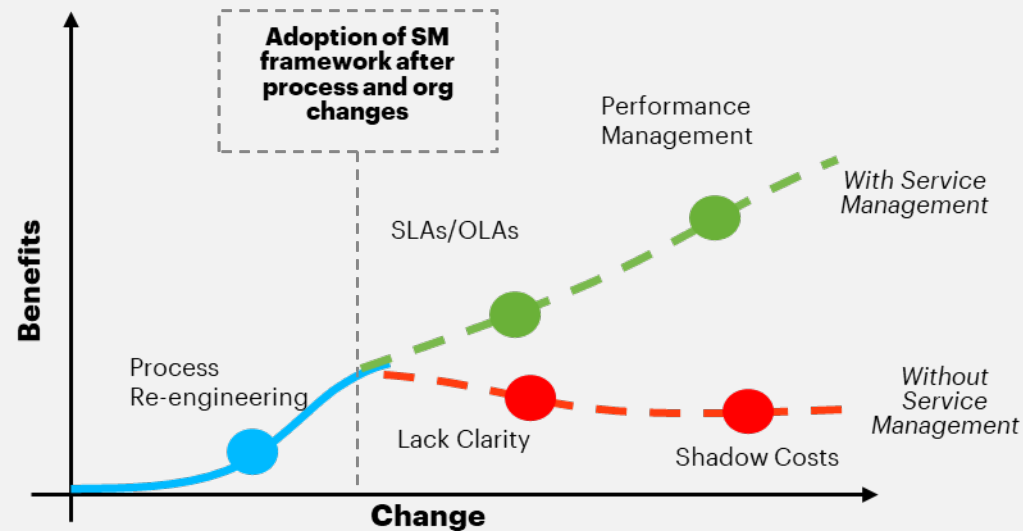 Adoption of SM
framework after
process and org
changes
Performance
Management
With Service
Management
SLAs/OLAs
Benefits
Process
Re-engineering
Without
Service
Management
Lack Clarity
Shadow Costs
Change